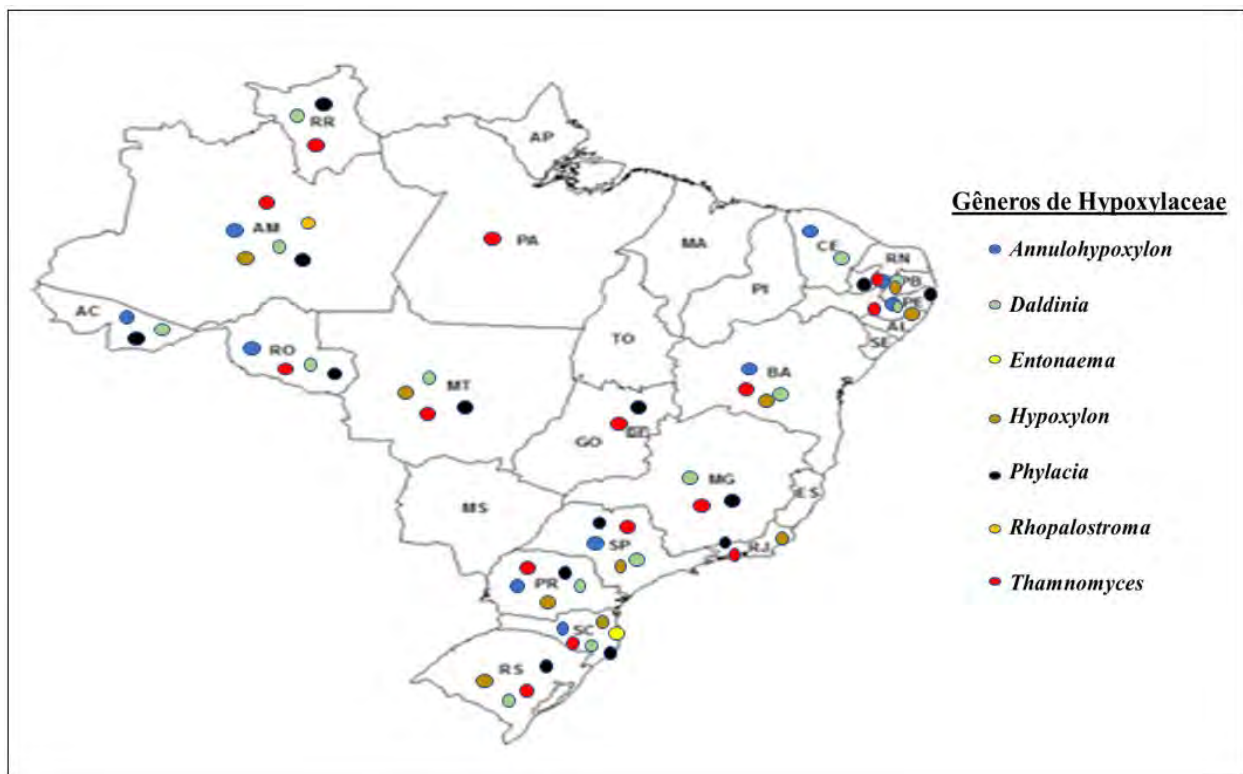 RR
AP
AM
PA
MA
CE
RN
PB
PI
PE
AL
SE
AC
TO
RO
BA
MT
GO
DF
MG
ES
MS
SP
RJ
PR
SC
RS
Gêneros de Hypoxylaceae
Annulohypoxylon
Daldinia
Entonaema
Hypoxylon
Phylacia
Rhopalostroma
Thamnomyces